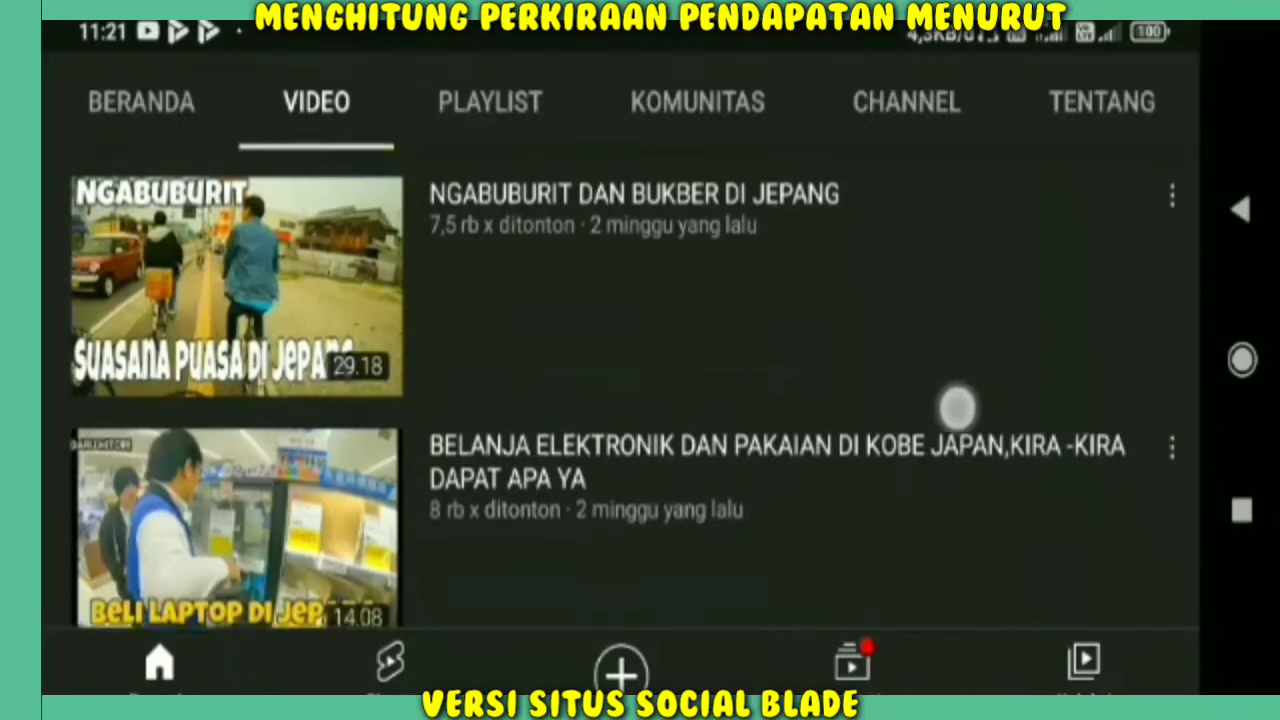 MENGHITUNG PERKIRAAN PENDAPATAN MENURUT
11:21
100
BERANDA VIDEO PLAYLIST KOMUNITAS CHANNEL TENTANG
NGABUBURIT
SUASANA PUASA DI JEPANG
29.18
NGABUBURIT DAN BUKBER DI JEPANG
7,5 rb x ditonton · 2 minggu yang lalu
BELI LAPTOP DI JEP
14.08
BELANJA ELEKTRONIK DAN PAKAIAN DI KOBE JAPAN,KIRA -KIRA
DAPAT APA YA
8 rb x ditonton · 2 minggu yang lalu
VERSI SITUS SOCIAL BLADE